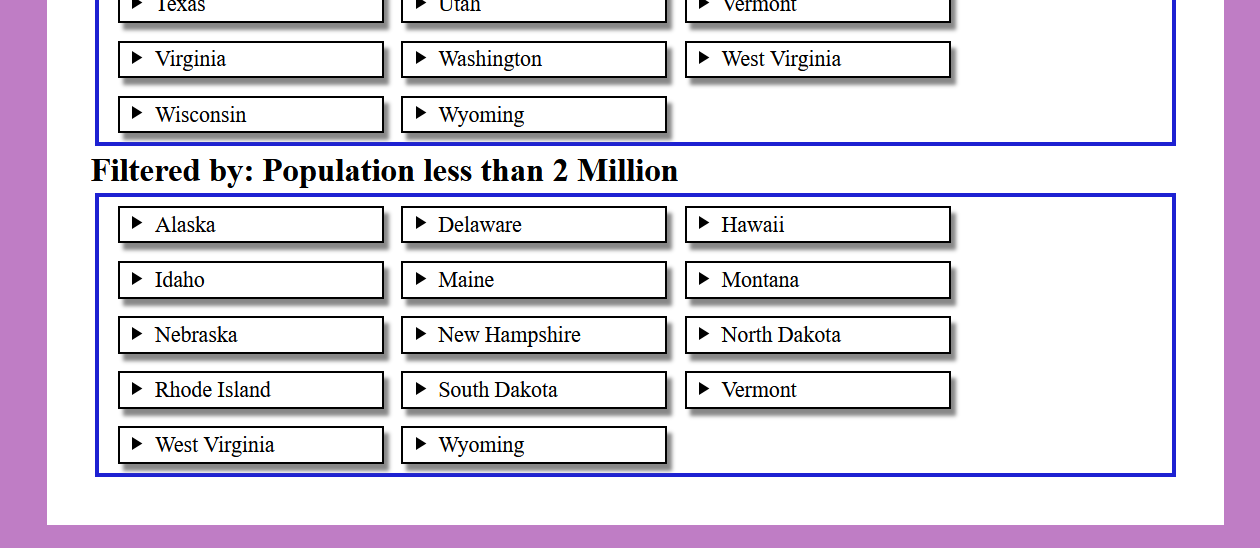 Texas Utah Vermont
Virginia Washington West Virginia
Wisconsin Wyoming
Filtered by: Population less than 2 Million
Alaska Delaware Hawaii
Idaho Maine Montana
Nebraska New Hampshire North Dakota
Rhode Island South Dakota Vermont
West Virginia Wyoming